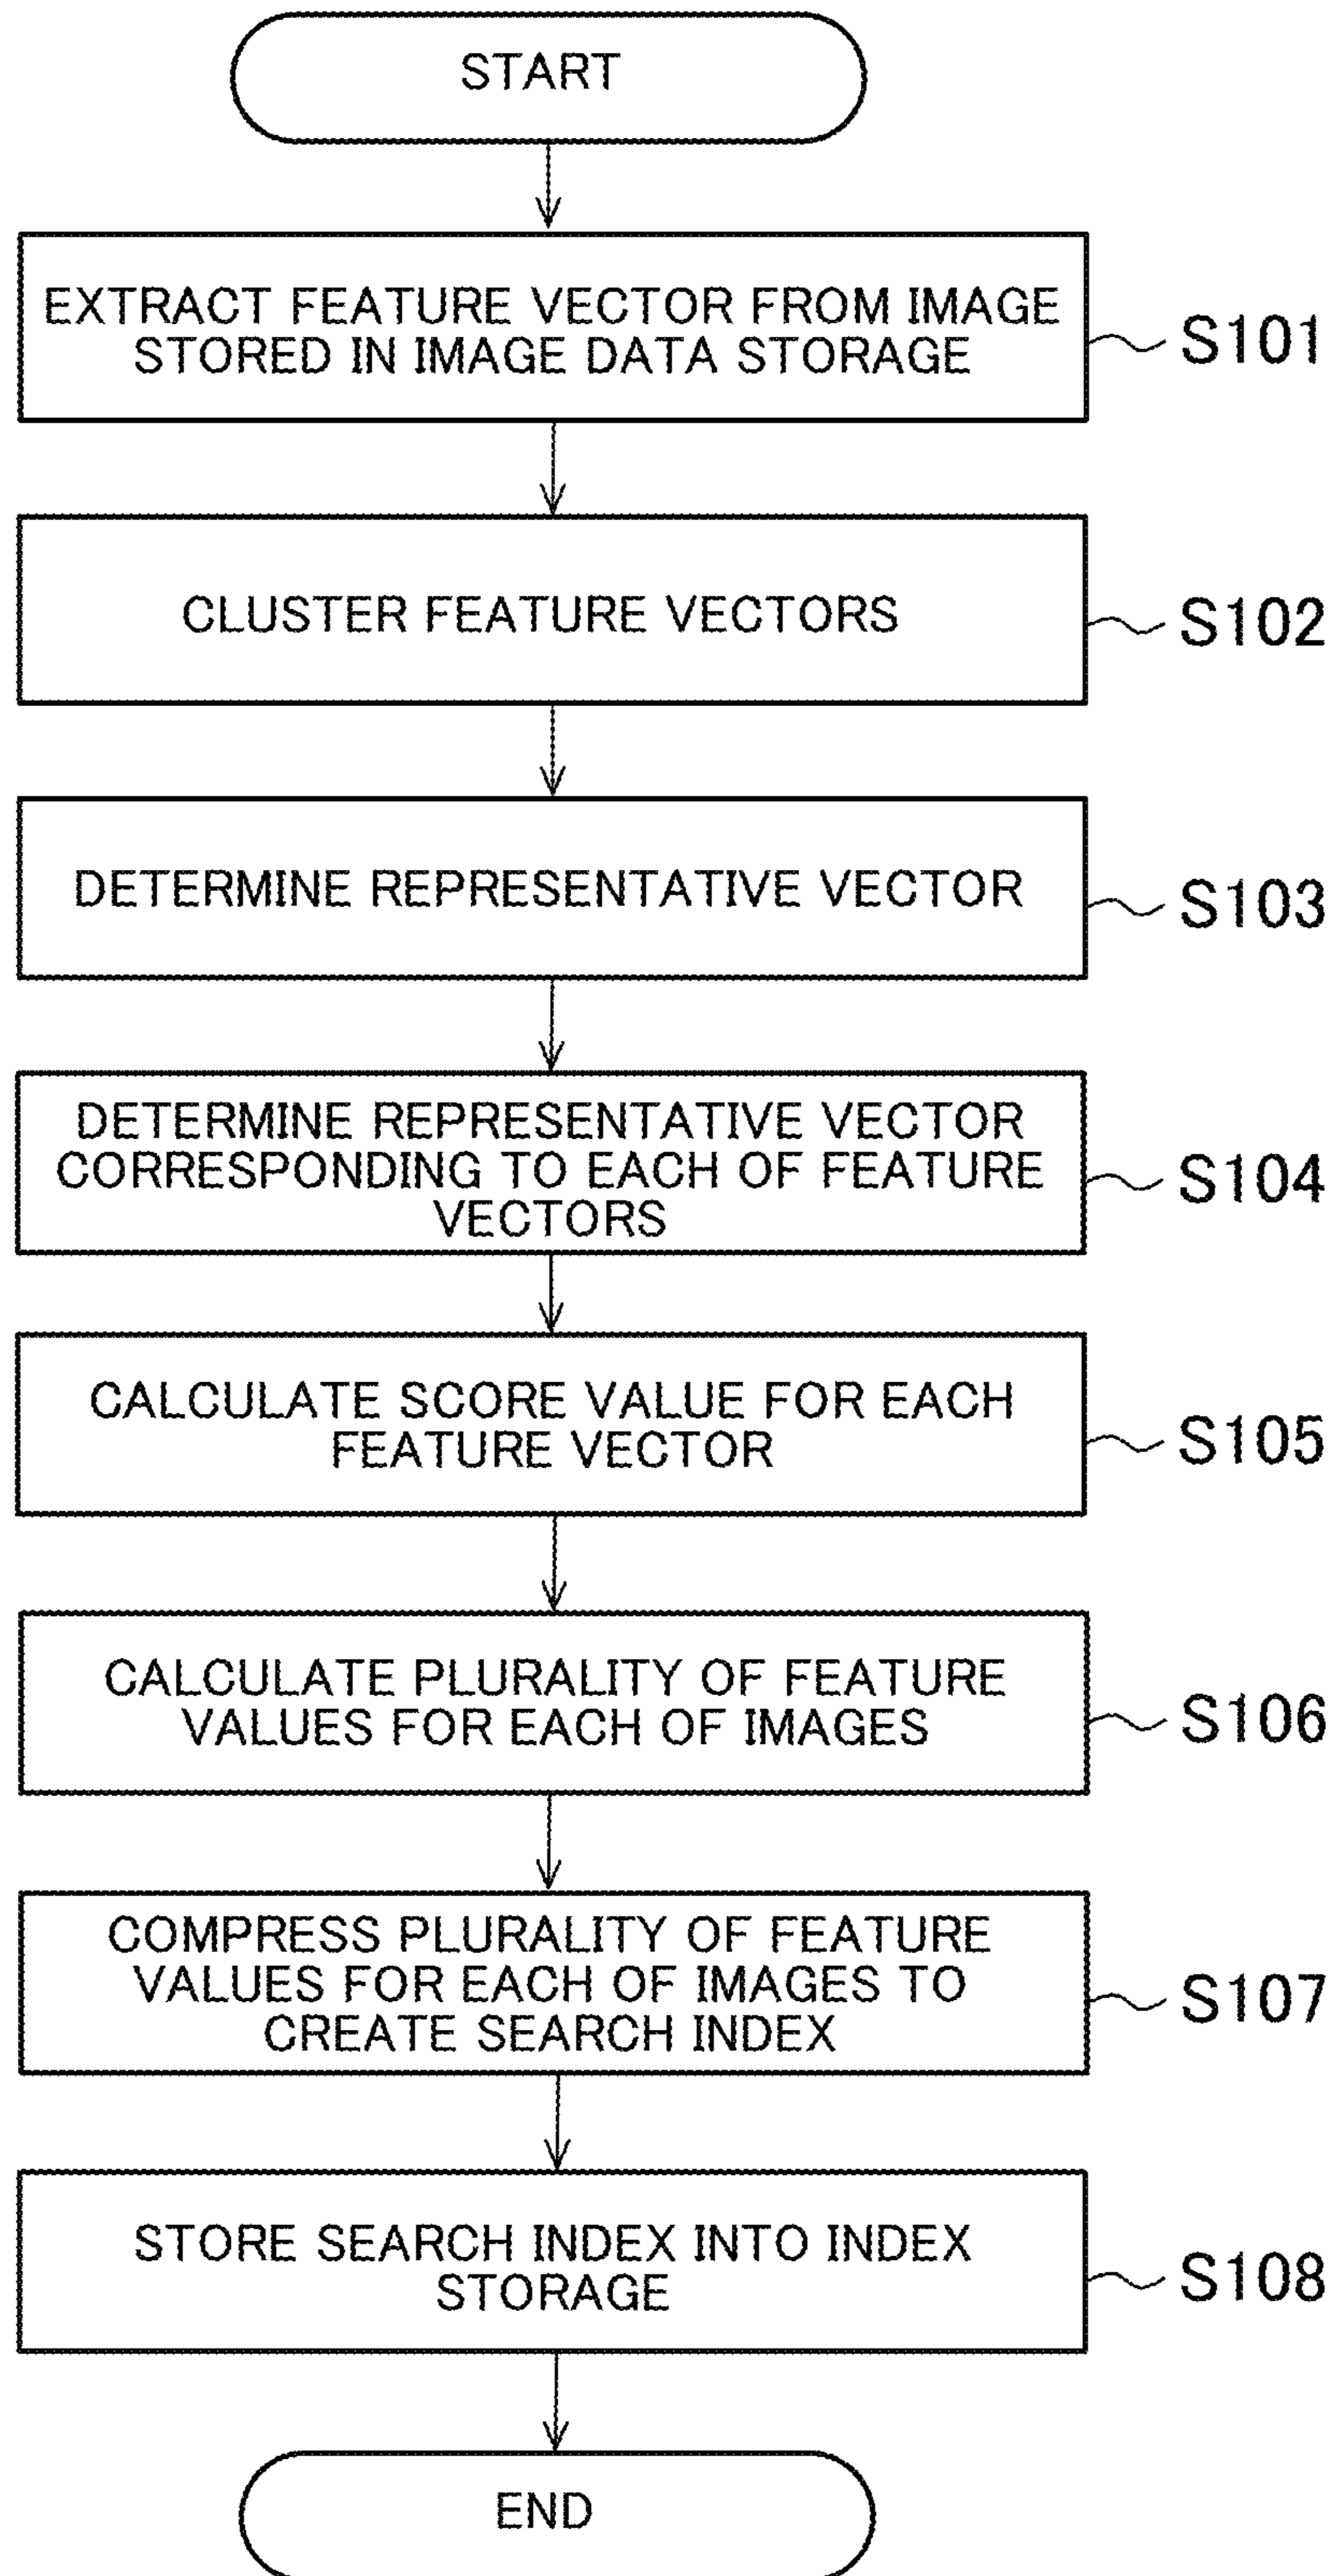 START
EXTRACT FEATURE VECTOR FROM IMAGE
STORED IN IMAGE DATA STORAGE
S101
CLUSTER FEATURE VECTORS
S102
DETERMINE REPRESENTATIVE VECTOR
S103
DETERMINE REPRESENTATIVE VECTOR
CORRESPONDING TO EACH OF FEATURE
VECTORS
S104
CALCULATE SCORE VALUE FOR EACH
FEATURE VECTOR
S105
CALCULATE PLURALITY OF FEATURE
VALUES FOR EACH OF IMAGES
S106
COMPRESS PLURALITY OF FEATURE
VALUES FOR EACH OF IMAGES TO
CREATE SEARCH INDEX
S107
STORE SEARCH INDEX INTO INDEX
STORAGE
S108
END